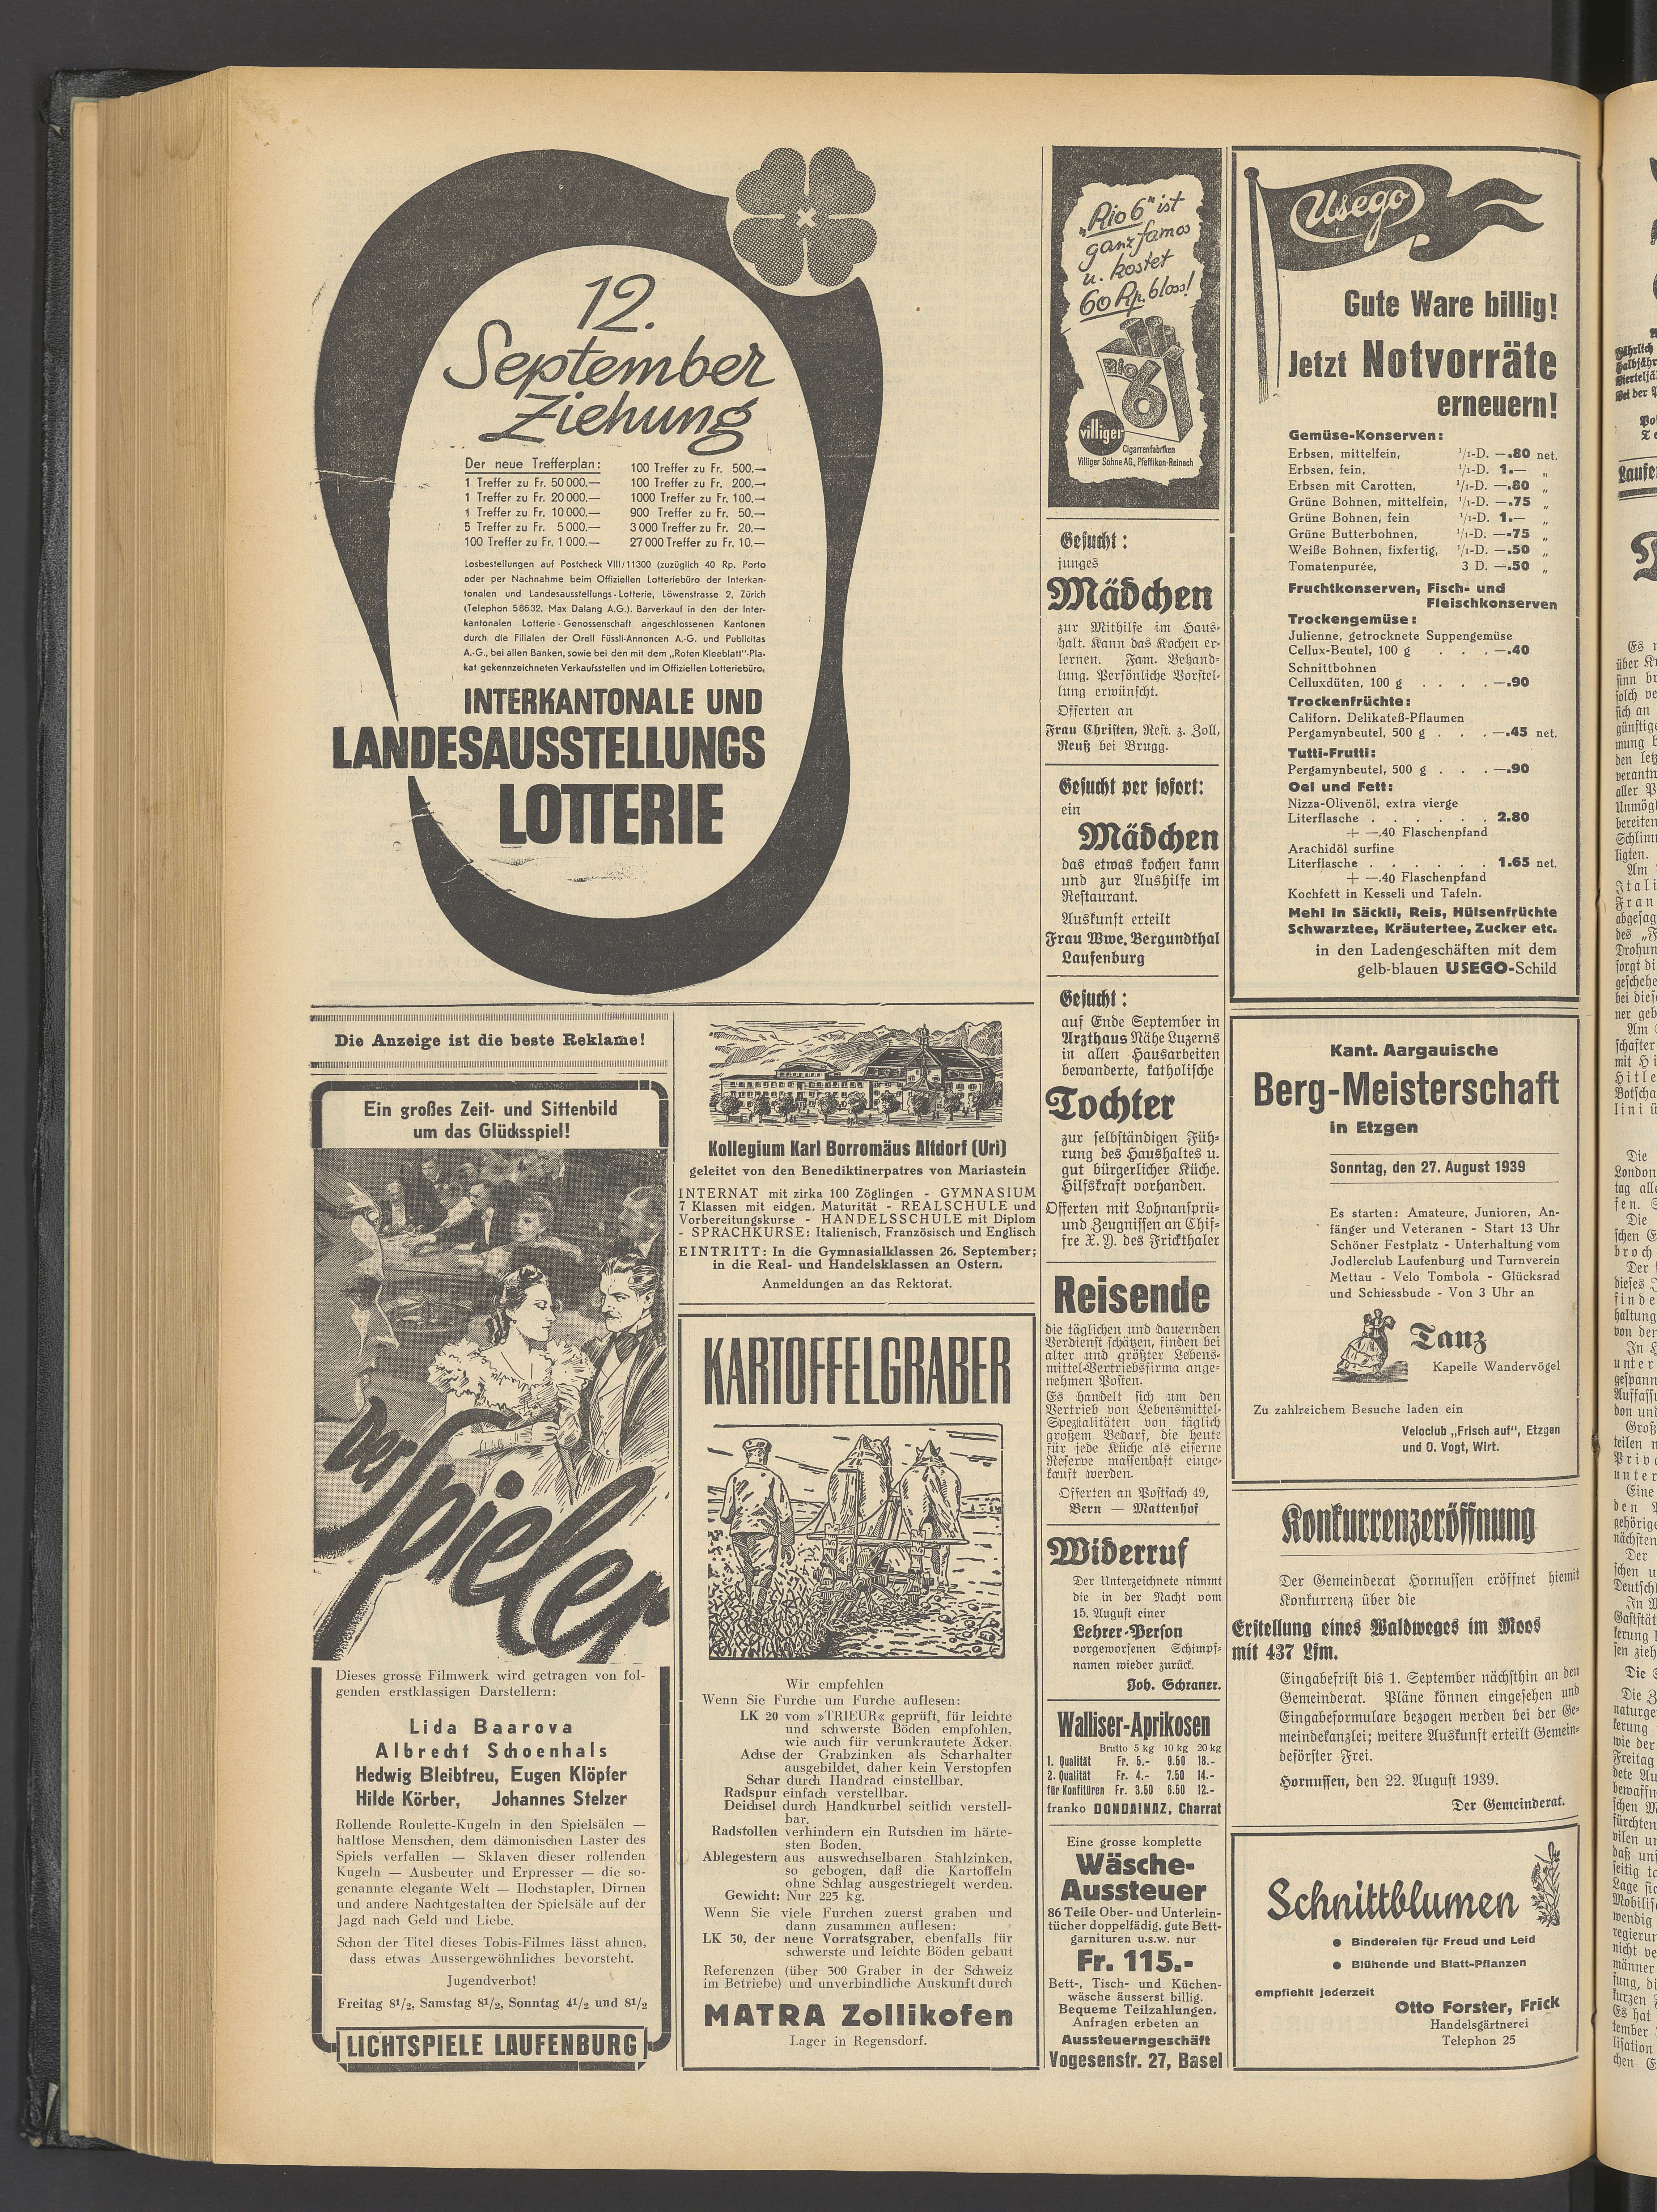 12.
September
Ziehung
Der neue Trefferplan:
1 Treffer zu Fr. 50 000.—
1 Treffer zu Fr. 20 000.—
1 Treffer zu Fr. 10 000.—
5 Treffer zu Fr. 5 000.—
100 Treffer zu Fr. 1 000.—
100 Treffer zu Fr. 500.—
100 Treffer zu Fr. 200.—
1000 Treffer zu Fr. 100.—
900 Treffer zu Fr. 50.—
3 000 Treffer zu Fr. 20.—
27 000 Treffer zu Fr. 10.—
Losbestellungen auf Postcheck VIII/11300 (zuzüglich 40 Rp. Porto
oder per Nachnahme beim Offiziellen Lotteriebüro der Interkan-
tonalen und Landesausstellungs-Lotterie, Löwenstrasse 2, Zürich
(Telephon 58632. Max Dalang A.G.). Barverkauf in den der Inter-
kantonalen Lotterie-Genossenschaft angeschlossenen Kantonen
durch die Filialen der Orell Füssli-Annoncen A.-G. und Publicitas
A.-G., bei allen Banken, sowie bei den mit dem „Roten Kleeblatt"-Pla-
kat gekennzeichneten Verkaufsstellen und im Offiziellen Lotteriebüro,
INTERKANTONALE UND
LANDESAUSSTELLUNGS
LOTTERIE
Die Anzeige ist die beste Reklame!
Ein großes Zeit- und Sittenbild
um das Glücksspiel!
Der Spieler
Dieses grosse Filmwerk wird getragen von fol-
genden erstklassigen Darstellern:
Lida Baarova
Albrecht Schoenhals
Hedwig Bleibtreu, Eugen Klöpfer
Hilde Körber, Johannes Stelzer
Rollende Roulette-Kugeln in den Spielsälen —
haltlose Menschen, dem dämonischen Laster des
Spiels verfallen — Sklaven dieser rollenden
Kugeln — Ausbeuter und Erpresser — die so-
genannte elegante Welt — Hochstapler, Dirnen
und andere Nachtgestalten der Spielsäle auf der
Jagd nach Geld und Liebe.
Schon der Titel dieses Tobis-Filmes lässt ahnen,
dass etwas Aussergewöhnliches bevorsteht.
Jugendverbot!
Freitag 8½, Samstag 8½, Sonntag 4½ und 8½
LICHTSPIELE LAUFENBURG
Kollegium Karl Borromäus Altdorf (Uri)
geleitet von den Benediktinerpatres von Mariastein
INTERNAT mit zirka 100 Zöglingen - GYMNASIUM
7 Klassen mit eidgen. Maturität - REALSCHULE und
Vorbereitungskurse - HANDELSSCHULE mit Diplom
- SPRACHKURSE: Italienisch, Französisch und Englisch
EINTRITT: In die Gymnasialklassen 26. September;
in die Real- und Handelsklassen an Ostern.
Anmeldungen an das Rektorat.
KARTOFFELGRABER
Wir empfehlen
Wenn Sie Furche um Furche auflesen:
LK 20 vom »TRIEUR« geprüft, für leichte
und schwerste Böden empfohlen,
wie auch für verunkrautete Äcker.
Achse der Grabzinken als Scharhalter
ausgebildet, daher kein Verstopfen
Schar durch Handrad einstellbar.
Radspur einfach verstellbar.
Deichsel durch Handkurbel seitlich verstell-
bar.
Radstollen verhindern ein Rutschen im härte-
sten Boden.
Ablegestern aus auswechselbaren Stahlzinken,
so gebogen, daß die Kartoffeln
ohne Schlag ausgestriegelt werden.
Gewicht: Nur 225 kg.
Wenn Sie viele Furchen zuerst graben und
dann zusammen auflesen:
LK 30, der neue Vorratsgraber, ebenfalls für
schwerste und leichte Böden gebaut
Referenzen (über 300 Graber in der Schweiz
im Betriebe) und unverbindliche Auskunft durch
MATRA Zollikofen
Lager in Regensdorf.
„Rio 6" ist
ganz famos
u. kostet
60 Rp. bloss!
Rio
6
villiger
Cigarrenfabriken
Villiger Söhne AG, Pfeffikon-Reinach
Gesucht:
junges
Mädchen
zur Mithilfe im Haus-
halt. Kann das Kochen er-
lernen. Fam. Behand-
lung. Persönliche Vorstel-
lung erwünscht.
Offerten an
Frau Christen, Rest. z. Zoll,
Reuß bei Brugg.
Gesucht per sofort:
ein
Mädchen
das etwas kochen kann
und zur Aushilfe im
Restaurant.
Auskunft erteilt
Frau Wwe. Bergundthal
Laufenburg
Gesucht:
auf Ende September in
Arzthaus Nähe Luzerns
in allen Hausarbeiten
bewanderte, katholische
Tochter
zur selbständigen Füh-
rung des Haushaltes u.
gut bürgerlicher Küche.
Hilfskraft vorhanden.
Offerten mit Lohnansprü-
und Zeugnissen an Chif-
fre X. Y. des Frickthaler
Reisende
die täglichen und dauernden
Verdienst schätzen, finden bei
alter und größter Lebens-
mittel-Vertriebsfirma ange-
nehmen Posten.
Es handelt sich um den
Vertrieb von Lebensmittel-
Spezialitäten von täglich
großem Bedarf, die heute
für jede Küche als eiserne
Reserve massenhaft einge-
kauft werden.
Offerten an Postfach 49,
Bern — Mattenhof
Widerruf
Der Unterzeichnete nimmt
die in der Nacht vom
15. August einer
Lehrer-Person
vorgeworfenen Schimpf-
namen wieder zurück.
Joh. Schraner.
Walliser-Aprikosen
Brutto 5 kg 10 kg 20 kg
1. Qualität Fr. 5.- 9.50 18.-
2. Qualität Fr. 4.- 7.50 14.-
für Konfitüren Fr. 3.50 6.50 12.-
franko DONDAINAZ, Charrat
Eine grosse komplette
Wäsche-
Aussteuer
86 Teile Ober- und Unterlein-
tücher doppelfädig, gute Bett-
garnituren u.s.w. nur
Fr. 115.-
Bett-, Tisch- und Küchen-
wäsche äusserst billig.
Bequeme Teilzahlungen.
Anfragen erbeten an
Aussteuerngeschäft
Vogesenstr. 27, Basel
Usego
Gute Ware billig!
Jetzt Notvorräte
erneuern!
Gemüse-Konserven:
Erbsen, mittelfein, 1/1-D. —.80 net.
Erbsen, fein, 1/1-D. 1.— „
Erbsen mit Carotten, 1/1-D. —.80 „
Grüne Bohnen, mittelfein, 1/1-D. —.75 „
Grüne Bohnen, fein 1/1-D. 1.— „
Grüne Butterbohnen, 1/1-D. —.75 „
Weiße Bohnen, fixfertig, 1/1-D. —.50 „
Tomatenpurée, 3 D. —.50 „
Fruchtkonserven, Fisch- und
Fleischkonserven
Trockengemüse:
Julienne, getrocknete Suppengemüse
Cellux-Beutel, 100 g . . . —.40
Schnittbohnen
Celluxdüten, 100 g . . . . —.90
Trockenfrüchte:
Californ. Delikateß-Pflaumen
Pergamynbeutel, 500 g . . . —.45 net.
Tutti-Frutti:
Pergamynbeutel, 500 g . . . —.90
Oel und Fett:
Nizza-Olivenöl, extra vierge
Literflasche . . . . . . 2.80
+ —.40 Flaschenpfand
Arachidöl surfine
Literflasche . . . . . . 1.65 net.
+ —.40 Flaschenpfand
Kochfett in Kesseli und Tafeln.
Mehl in Säckli, Reis, Hülsenfrüchte
Schwarztee, Kräutertee, Zucker etc.
in den Ladengeschäften mit dem
gelb-blauen USEGO-Schild
Kant. Aargauische
Berg-Meisterschaft
in Etzgen
Sonntag, den 27. August 1939
Es starten: Amateure, Junioren, An-
fänger und Veteranen - Start 13 Uhr
Schöner Festplatz - Unterhaltung vom
Jodlerclub Laufenburg und Turnverein
Mettau - Velo Tombola - Glücksrad
und Schiessbude - Von 3 Uhr an
Tanz
Kapelle Wandervögel
Zu zahlreichem Besuche laden ein
Veloclub „Frisch auf", Etzgen
und O. Vogt, Wirt.
Konkurrenzeröffnung
Der Gemeinderat Hornussen eröffnet hiemit
Konkurrenz über die
Erstellung eines Waldweges im Moos
mit 437 Lfm.
Eingabefrist bis 1. September nächsthin an den
Gemeinderat. Pläne können eingesehen und
Eingabeformulare bezogen werden bei der Ge-
meindekanzlei; weitere Auskunft erteilt Gemein-
deförster Frei.
Hornussen, den 22. August 1939.
Der Gemeinderat.
Schnittblumen
Bindereien für Freud und Leid
Blühende und Blatt-Pflanzen
empfiehlt jederzeit
Otto Forster, Frick
Handelsgärtnerei
Telephon 25